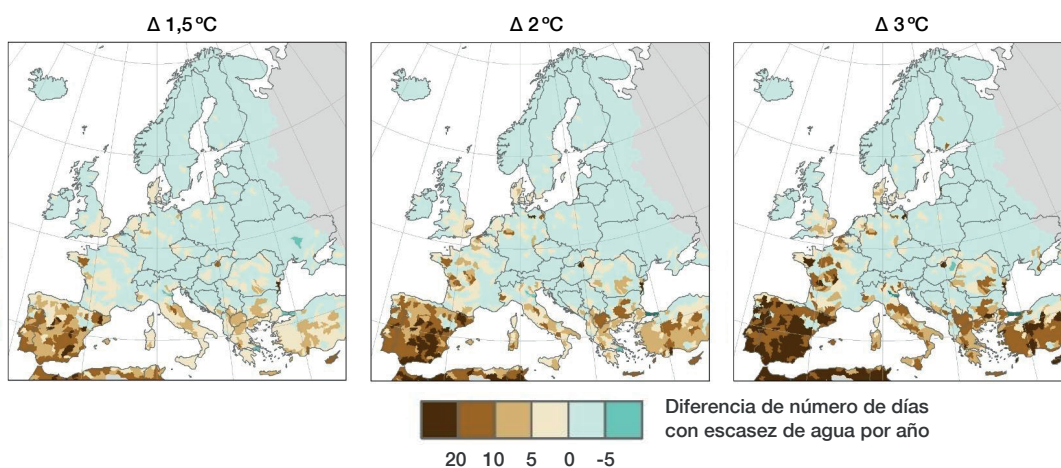 Δ 1,5 ºC
Δ 2 ºC
Δ 3 ºC
Diferencia de número de días
con escasez de agua por año
20 10 5 0 -5